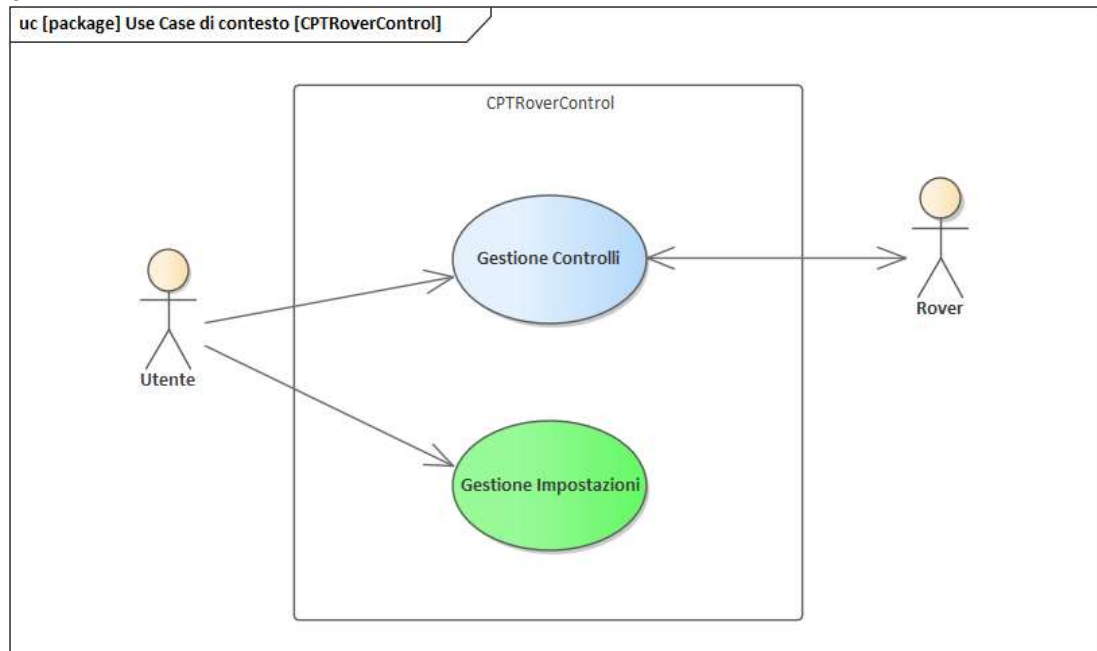 uc [package] Use Case di contesto [CPTRoverControl]
CPTRoverControl
Gestione Controlli
Rover
Utente
Gestione Impostazioni